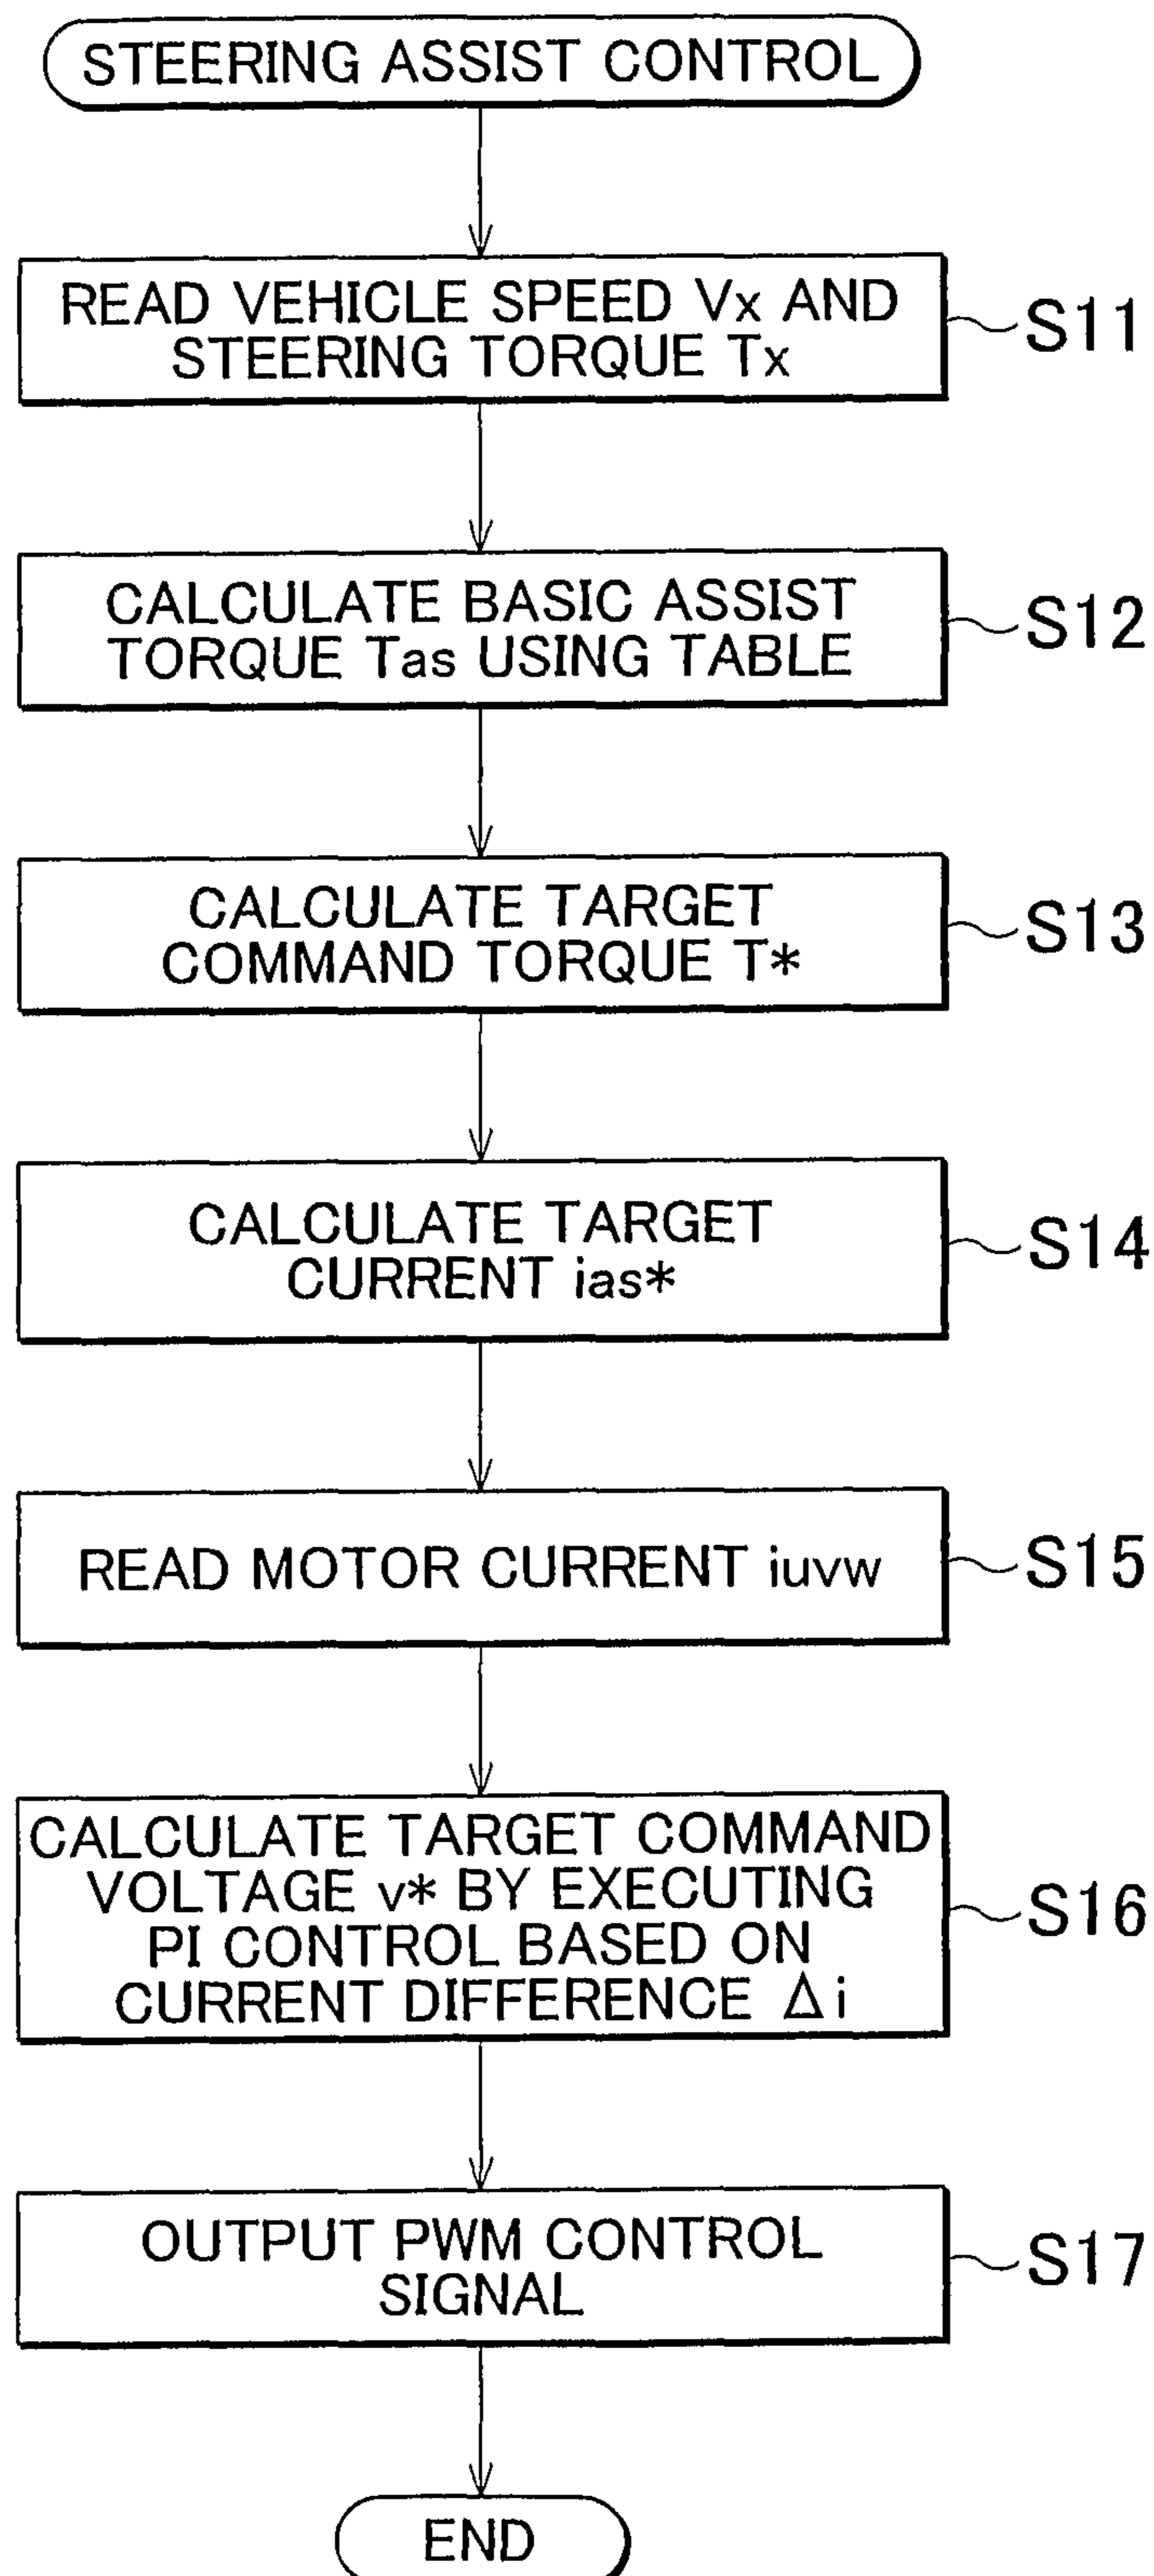 STEERING ASSIST CONTROL
READ VEHICLE SPEED Vx AND
STEERING TORQUE Tx
S11
CALCULATE BASIC ASSIST
TORQUE Tas USING TABLE
S12
CALCULATE TARGET
COMMAND TORQUE T*
S13
CALCULATE TARGET
CURRENT ias*
S14
READ MOTOR CURRENT iuvw
S15
CALCULATE TARGET COMMAND
VOLTAGE v* BY EXECUTING
PI CONTROL BASED ON
CURRENT DIFFERENCE Δi
S16
OUTPUT PWM CONTROL
SIGNAL
S17
END